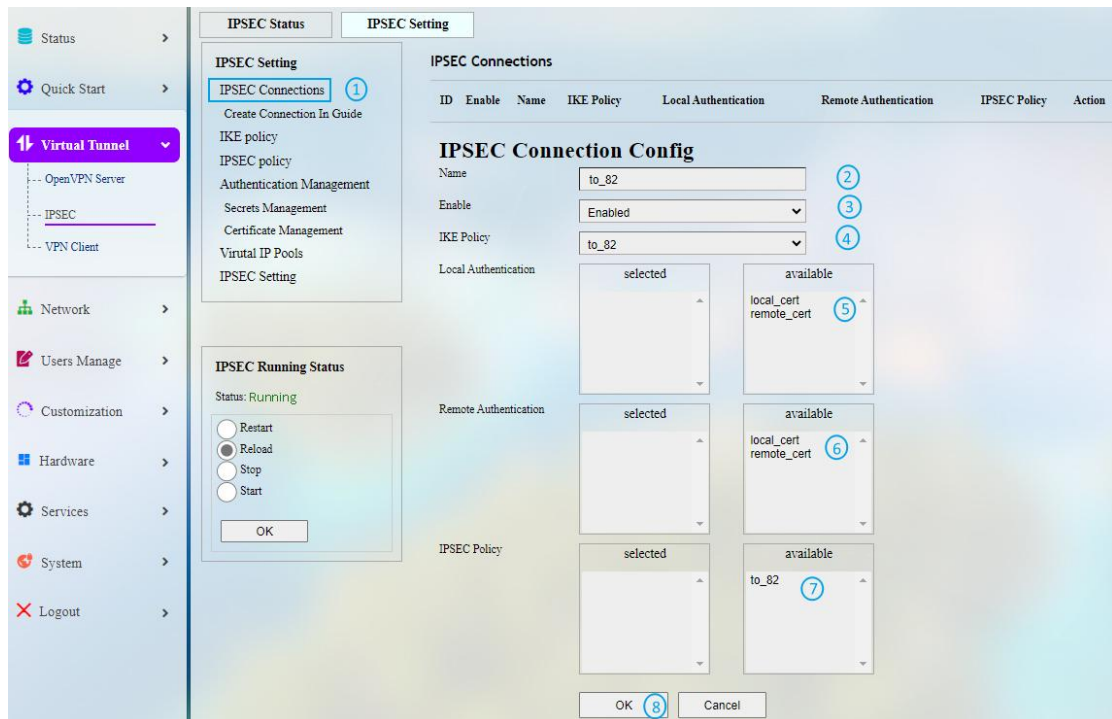 Status
Quick Start
Virtual Tunnel
OpenVPN Server
IPSEC
VPN Client
Network
Users Manage
Customization
Hardware
Services
System
Logout
IPSEC Status IPSEC Setting
IPSEC Setting
IPSEC Connections 1
Create Connection In Guide
IKE policy
IPSEC policy
Authentication Management
Secrets Management
Certificate Management
Virutal IP Pools
IPSEC Setting
IPSEC Running Status
Status: Running
Restart
Reload
Stop
Start
OK
IPSEC Connections
ID Enable Name IKE Policy Local Authentication Remote Authentication IPSEC Policy Action
IPSEC Connection Config
Name to_82 2
Enable Enabled 3
IKE Policy to_82 4
Local Authentication selected available
local_cert
remote_cert 5
Remote Authentication selected available
local_cert
remote_cert 6
IPSEC Policy selected available
to_82 7
OK 8 Cancel